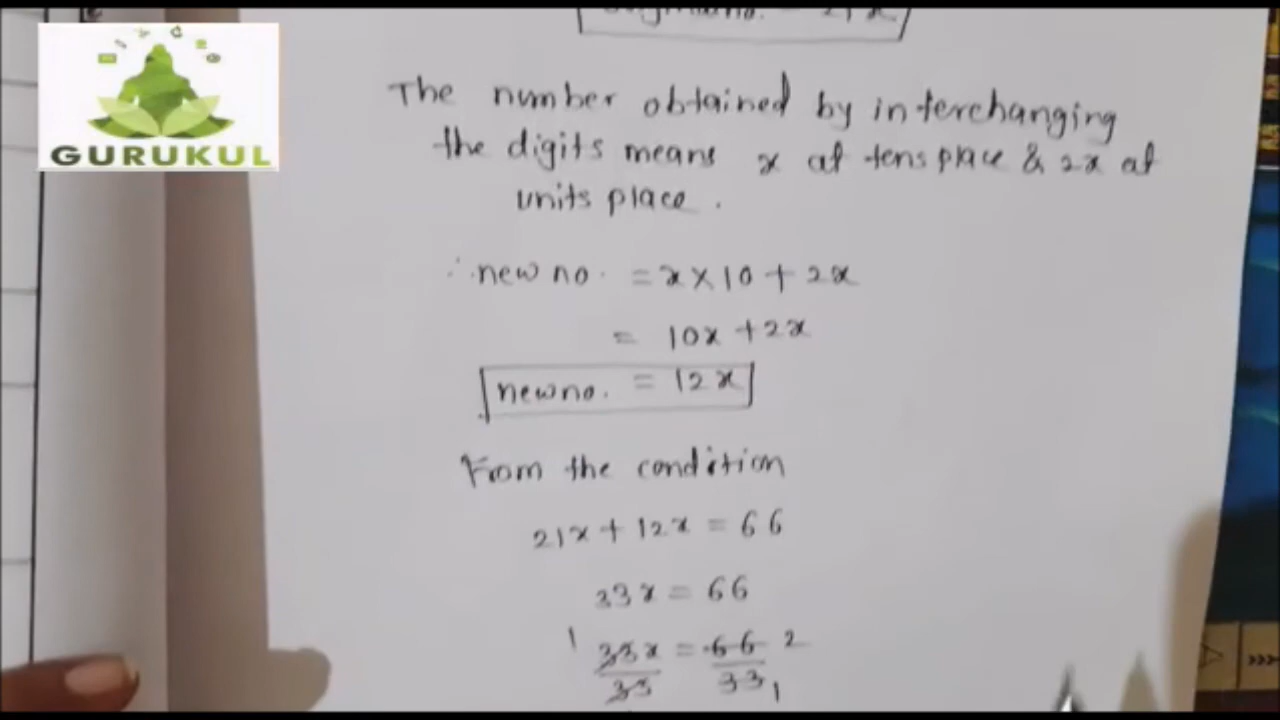 GURUKUL
The number obtained by interchanging
the digits means x at tens place & 2x at
units place.
∴ new no. = x × 10 + 2x
= 10x + 2x
new no. = 12x
From the condition
21x + 12x = 66
33x = 66
1 33x = 66 2
33 33 1